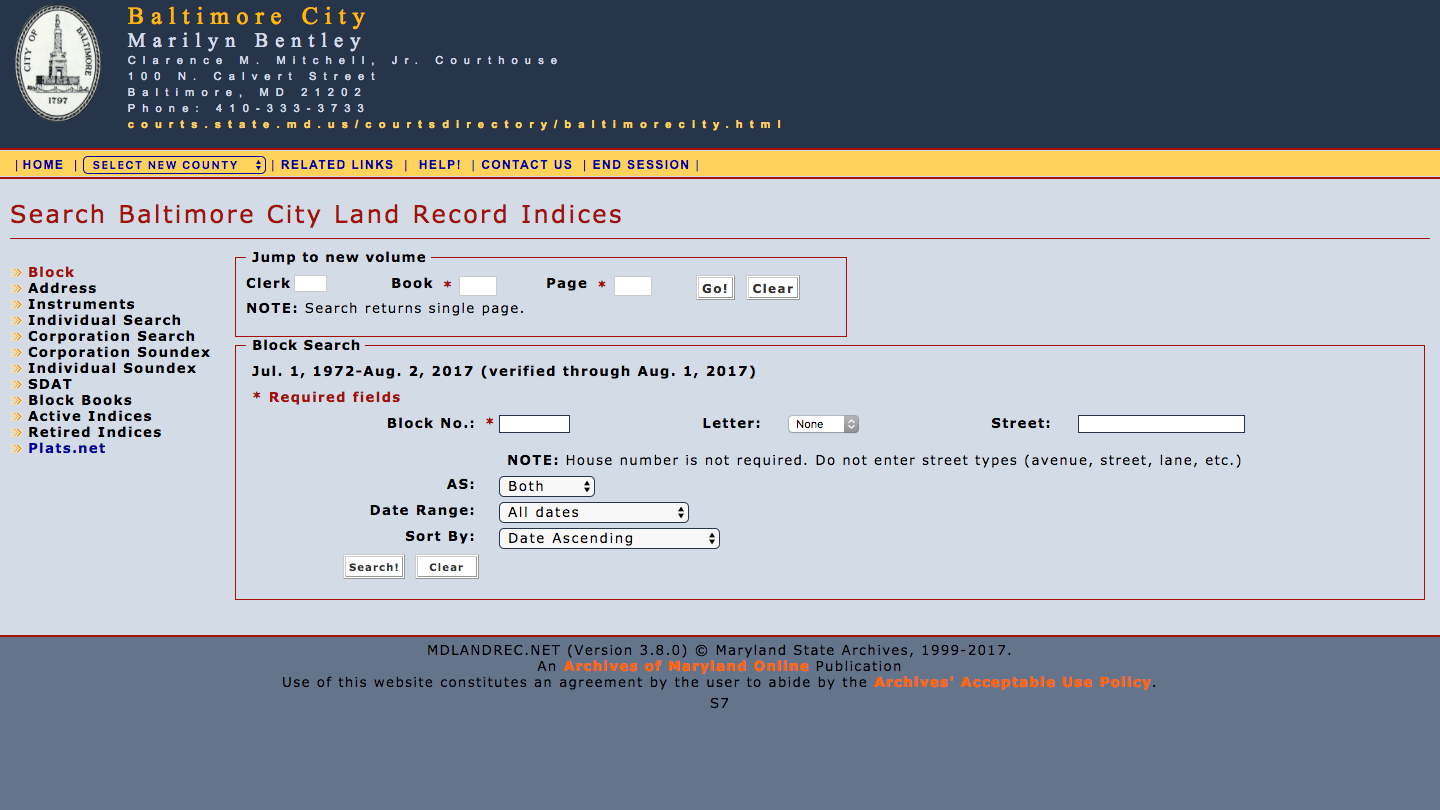 CITY OF BALTIMORE
1797
Baltimore City
Marilyn Bentley
Clarence M. Mitchell, Jr. Courthouse
100 N. Calvert Street
Baltimore, MD 21202
Phone: 410-333-3733
courts.state.md.us/courtsdirectory/baltimorecity.html
| HOME | SELECT NEW COUNTY | RELATED LINKS | HELP! | CONTACT US | END SESSION |
Search Baltimore City Land Record Indices
Block
Address
Instruments
Individual Search
Corporation Search
Corporation Soundex
Individual Soundex
SDAT
Block Books
Active Indices
Retired Indices
Plats.net
Jump to new volume
Clerk Book * Page * Go! Clear
NOTE: Search returns single page.
Block Search
Jul. 1, 1972-Aug. 2, 2017 (verified through Aug. 1, 2017)
* Required fields
Block No.: * Letter: None Street:
NOTE: House number is not required. Do not enter street types (avenue, street, lane, etc.)
AS: Both
Date Range: All dates
Sort By: Date Ascending
Search! Clear
MDLANDREC.NET (Version 3.8.0) © Maryland State Archives, 1999-2017.
An Archives of Maryland Online Publication
Use of this website constitutes an agreement by the user to abide by the Archives' Acceptable Use Policy.
S7